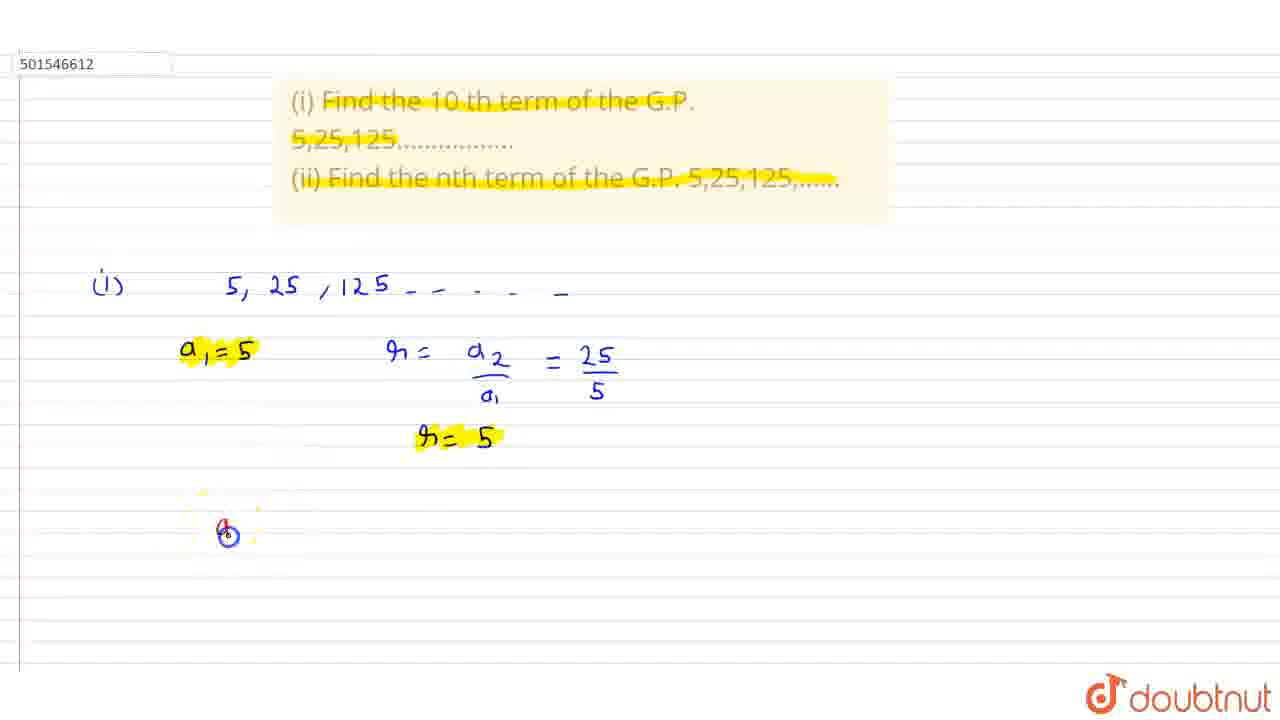 501546612
(i) Find the 10 th term of the G.P.
5,25,125.................
(ii) Find the nth term of the G.P. 5,25,125,......
(i) 5, 25, 125 - - - - -
a₁ = 5 r = a₂/a₁ = 25/5
r = 5
a
doubtnut